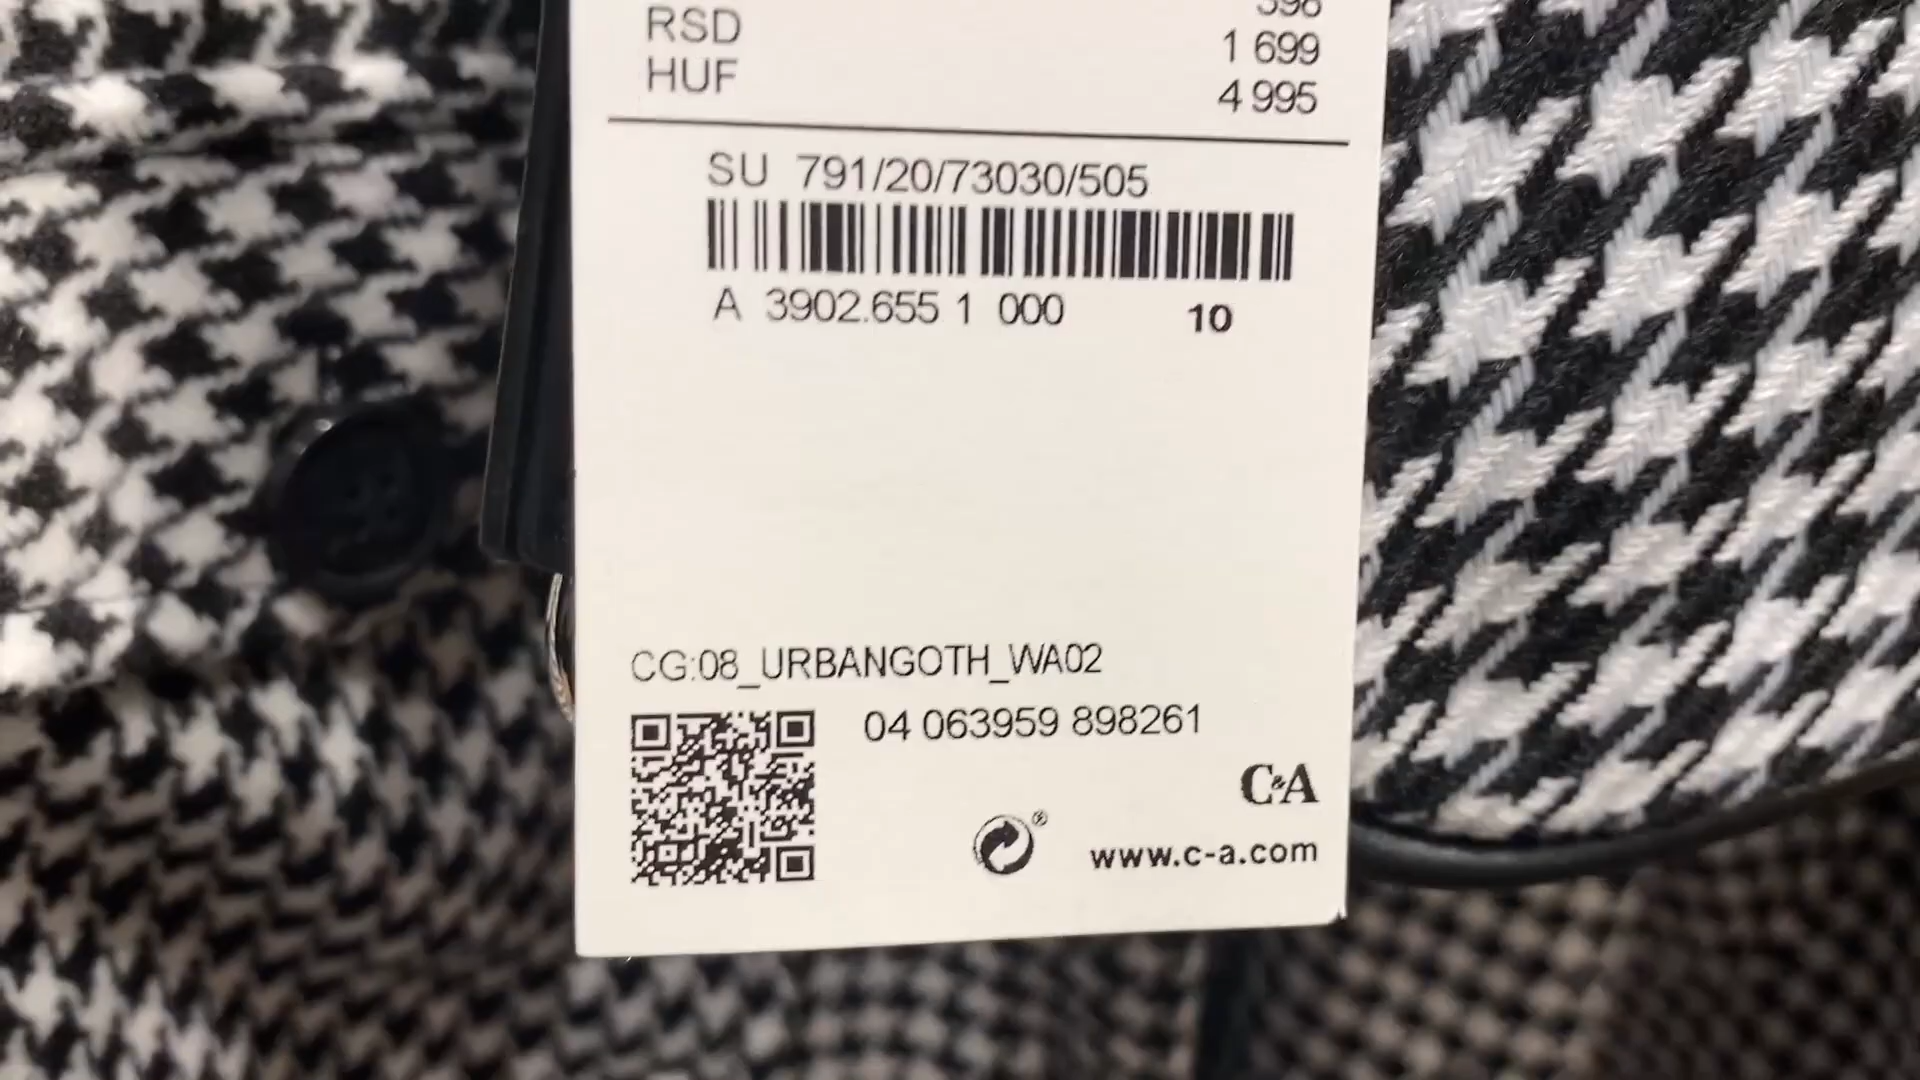 RSD 1 699
HUF 4 995
SU 791/20/73030/505
A 3902.655 1 000 10
CG:08_URBANGOTH_WA02
04 063959 898261
C&A
®
www.c-a.com